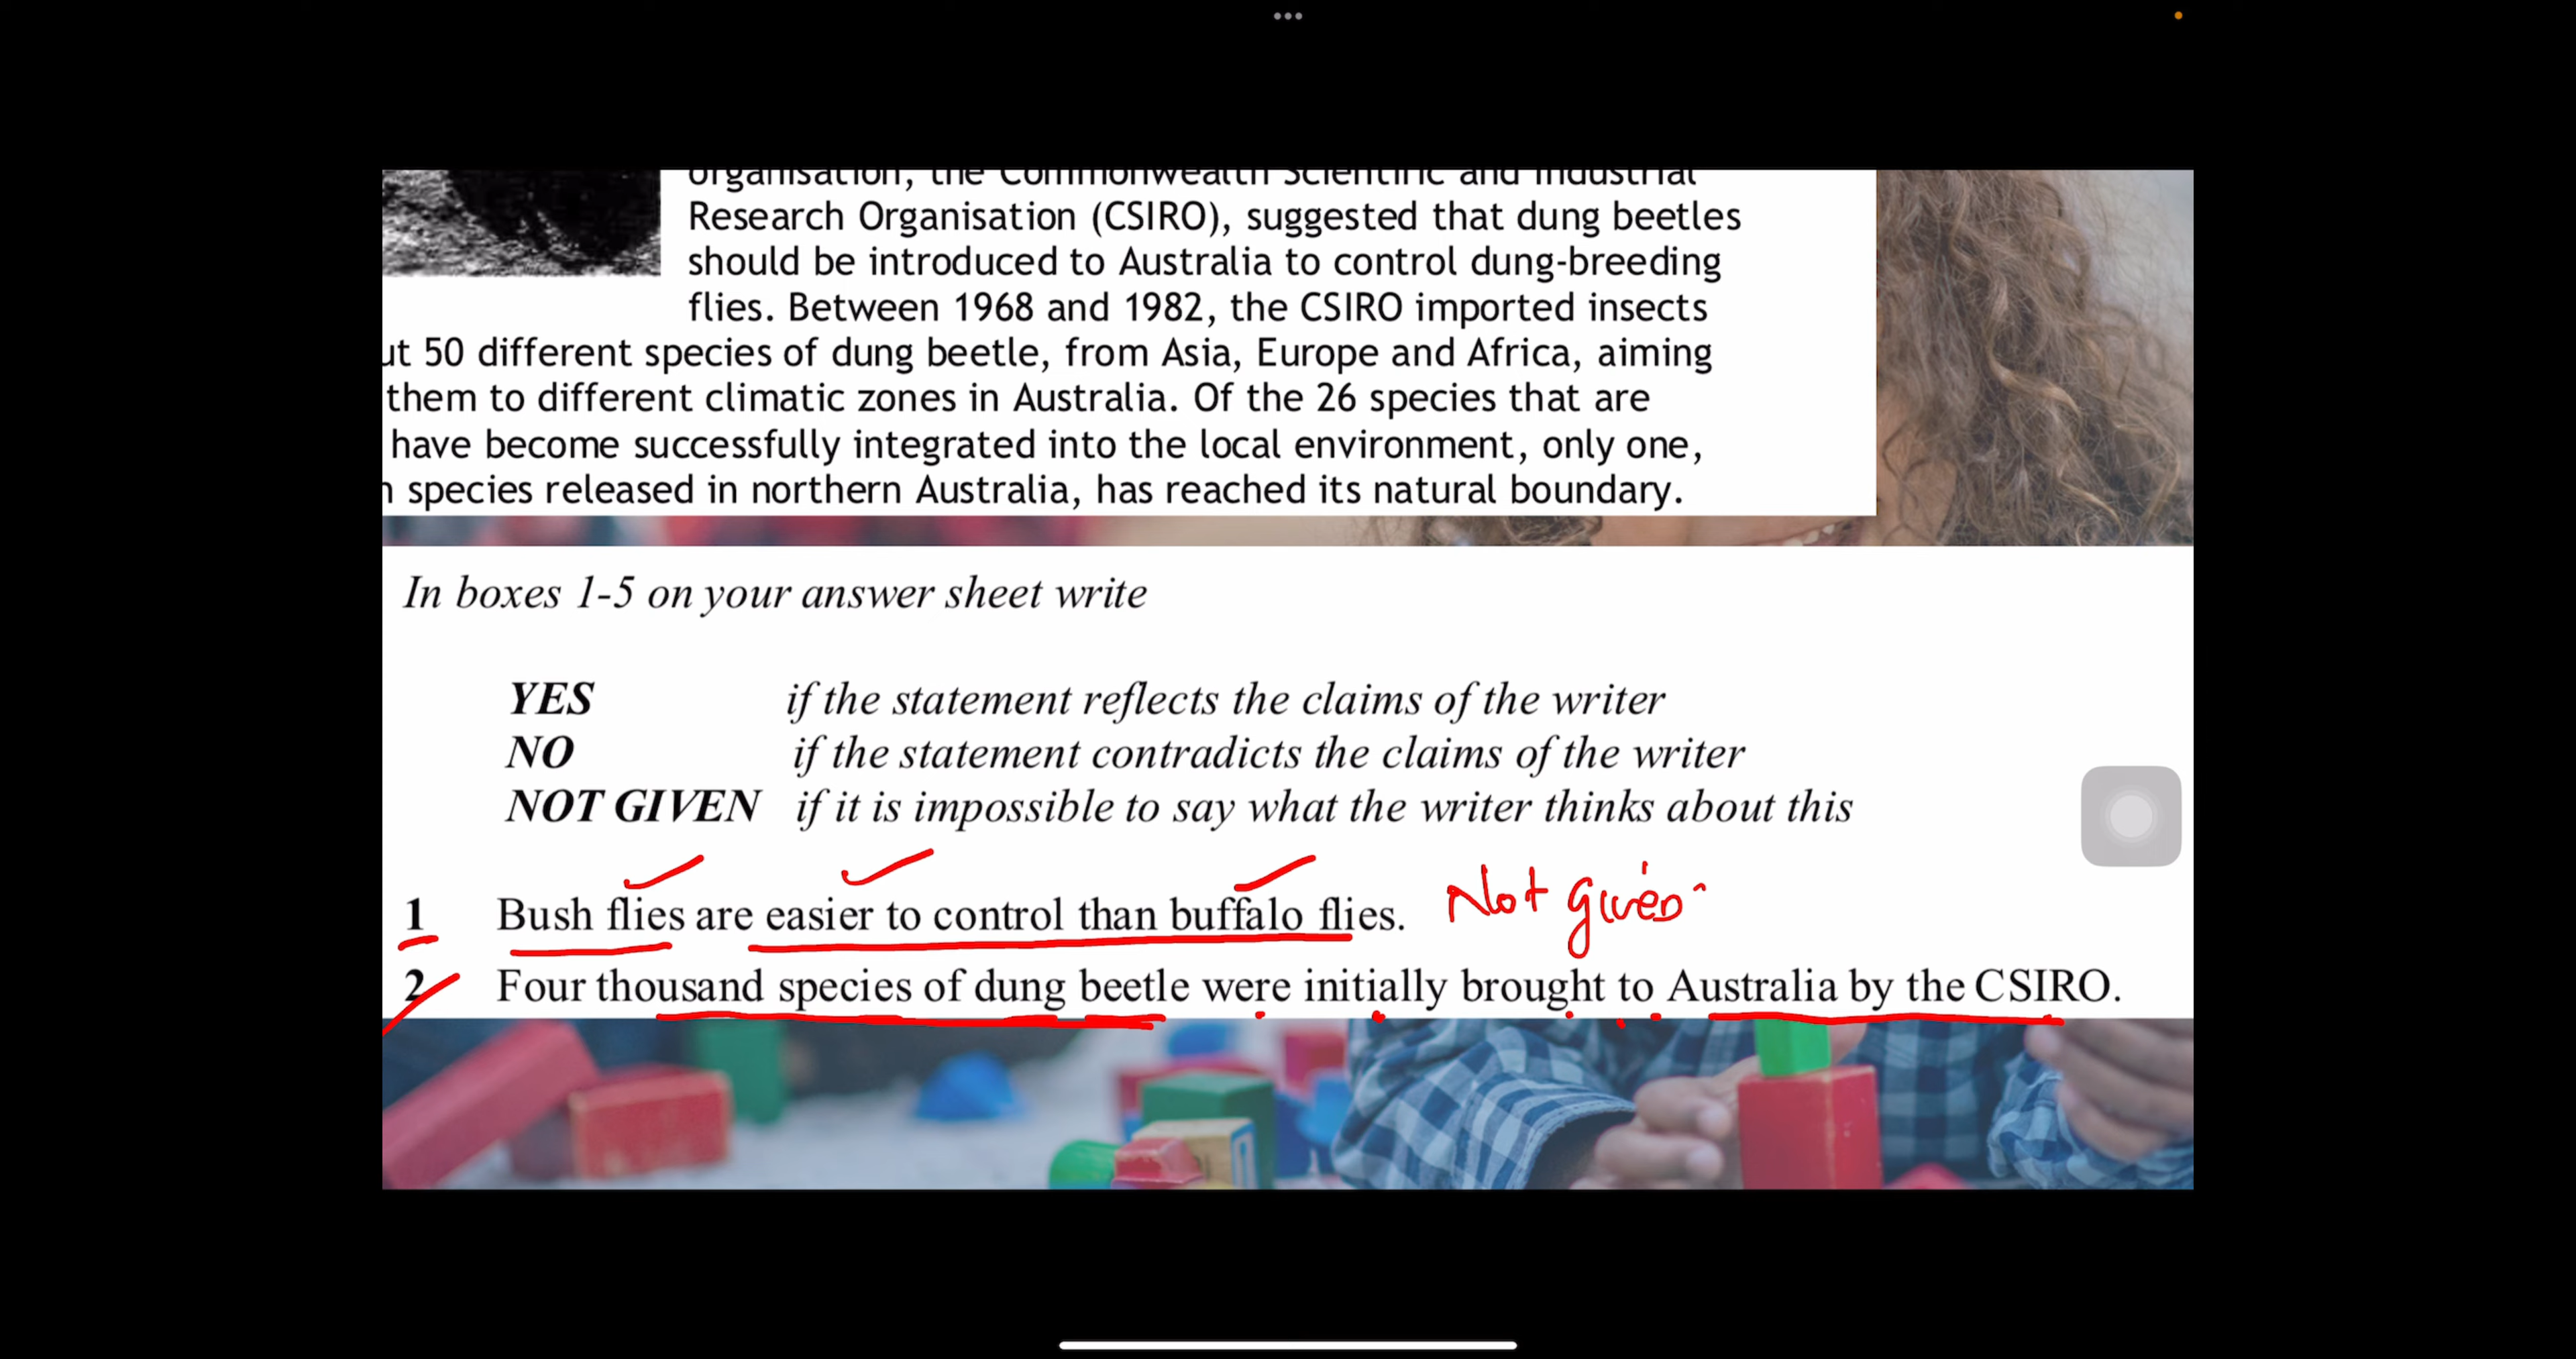 Research Organisation (CSIRO), suggested that dung beetles
should be introduced to Australia to control dung-breeding
flies. Between 1968 and 1982, the CSIRO imported insects
50 different species of dung beetle, from Asia, Europe and Africa, aiming
them to different climatic zones in Australia. Of the 26 species that are
have become successfully integrated into the local environment, only one,
species released in northern Australia, has reached its natural boundary.
In boxes 1-5 on your answer sheet write
YES if the statement reflects the claims of the writer
NO if the statement contradicts the claims of the writer
NOT GIVEN if it is impossible to say what the writer thinks about this
1 Bush flies are easier to control than buffalo flies. Not given
2 Four thousand species of dung beetle were initially brought to Australia by the CSIRO.